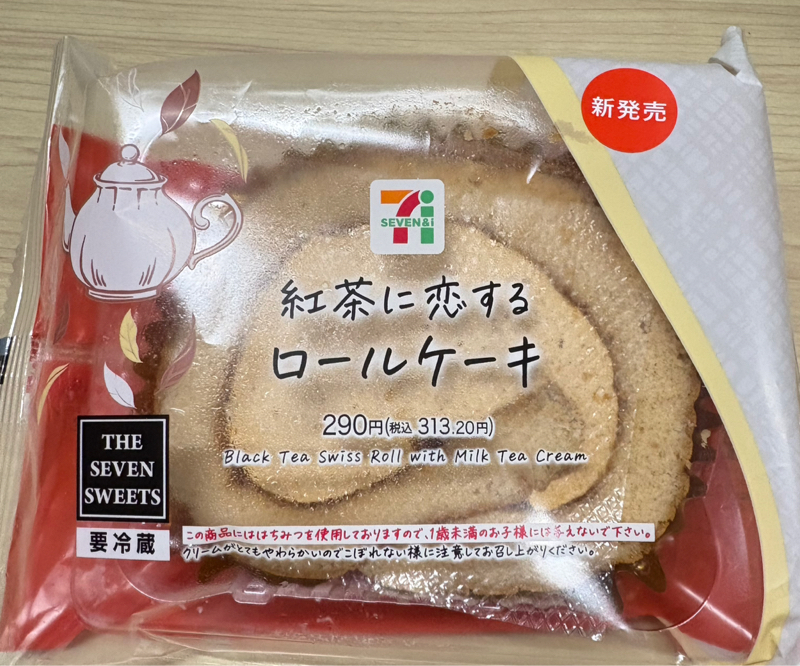 新発売
SEVEN&i
紅茶に恋する
ロールケーキ
290円(税込 313.20円)
Black Tea Swiss Roll with Milk Tea Cream
THE
SEVEN
SWEETS
要冷蔵
この商品にははちみつを使用しておりますので、1歳未満のお子様には与えないで下さい。
クリームがとてもやわらかいのでこぼれない様に注意してお召し上がりください。